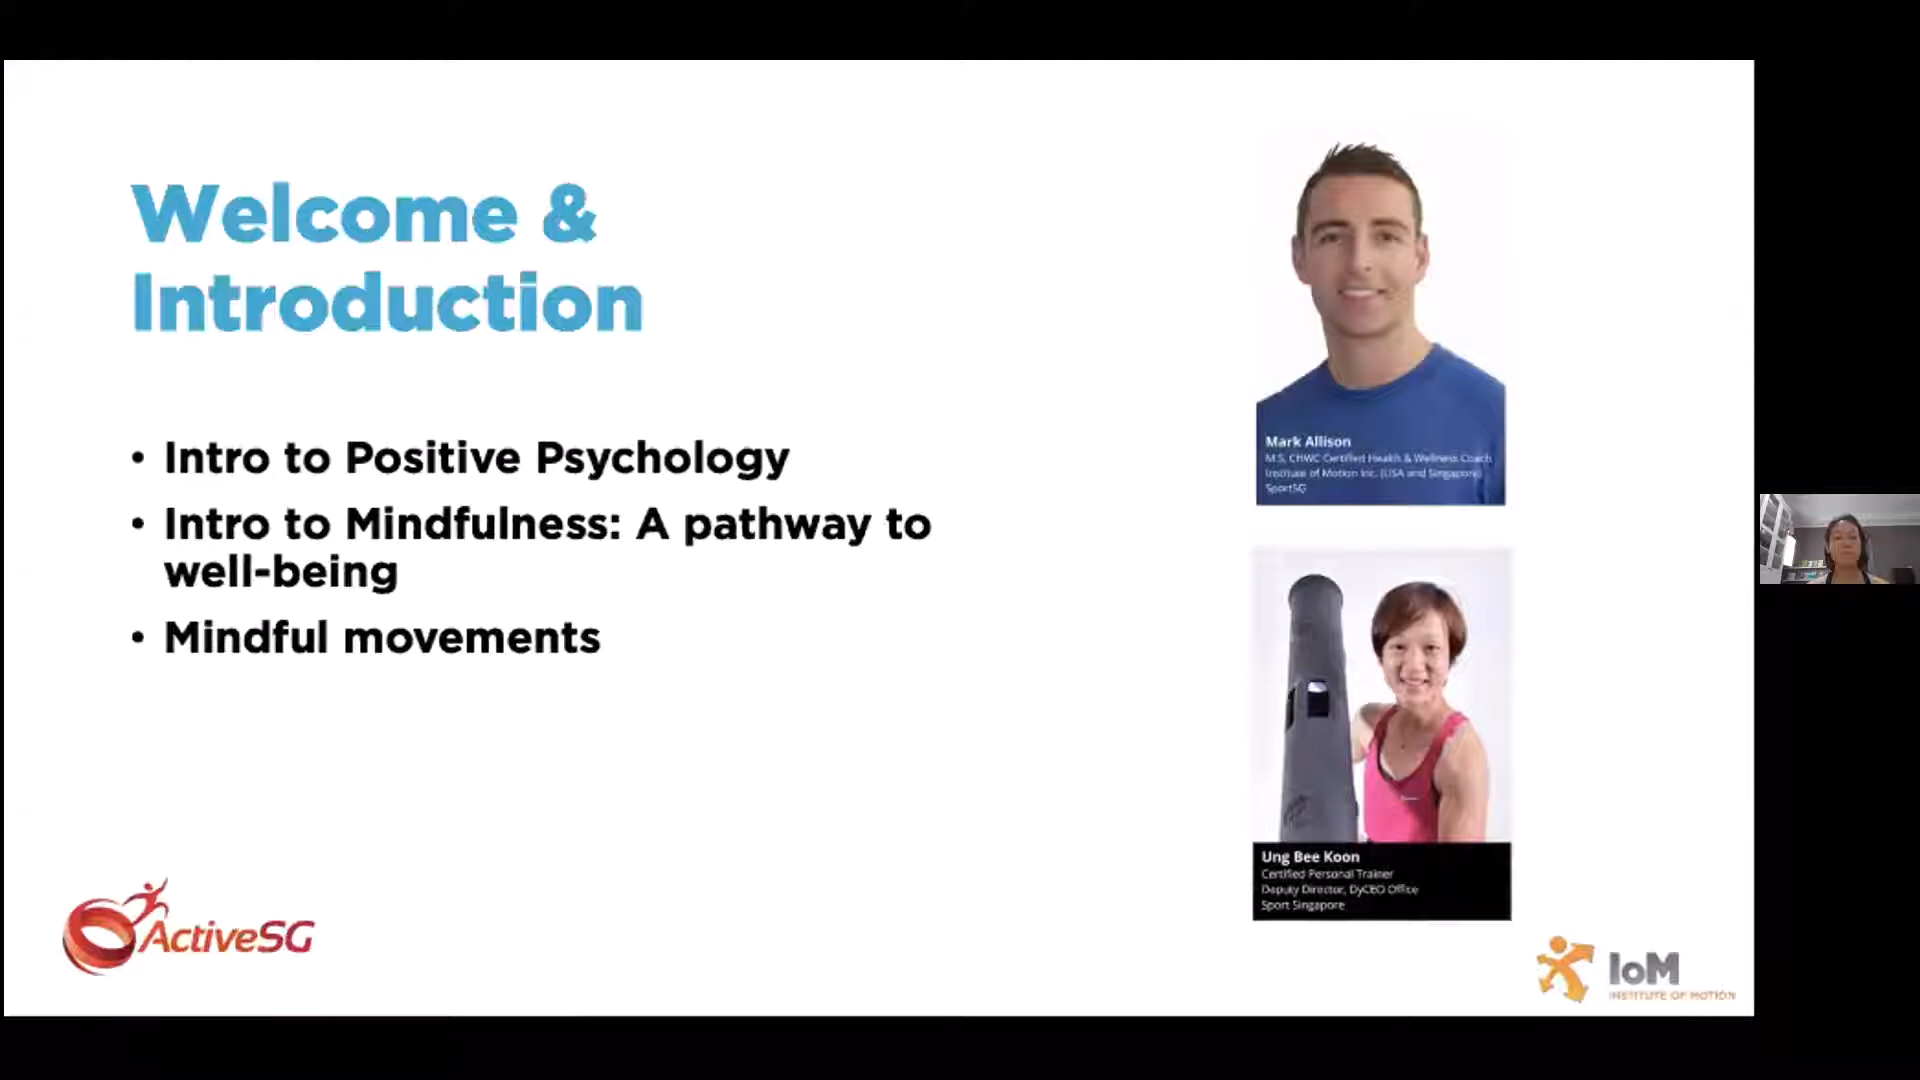 Welcome &
Introduction
• Intro to Positive Psychology
• Intro to Mindfulness: A pathway to
well-being
• Mindful movements
Mark Allison
M.S, CHWC Certified Health & Wellness Coach
Institute of Motion Inc. (USA and Singapore)
SportSG
Ung Bee Koon
Certified Personal Trainer
Deputy Director, DyCEO Office
Sport Singapore
ActiveSG
IoM
INSTITUTE OF MOTION